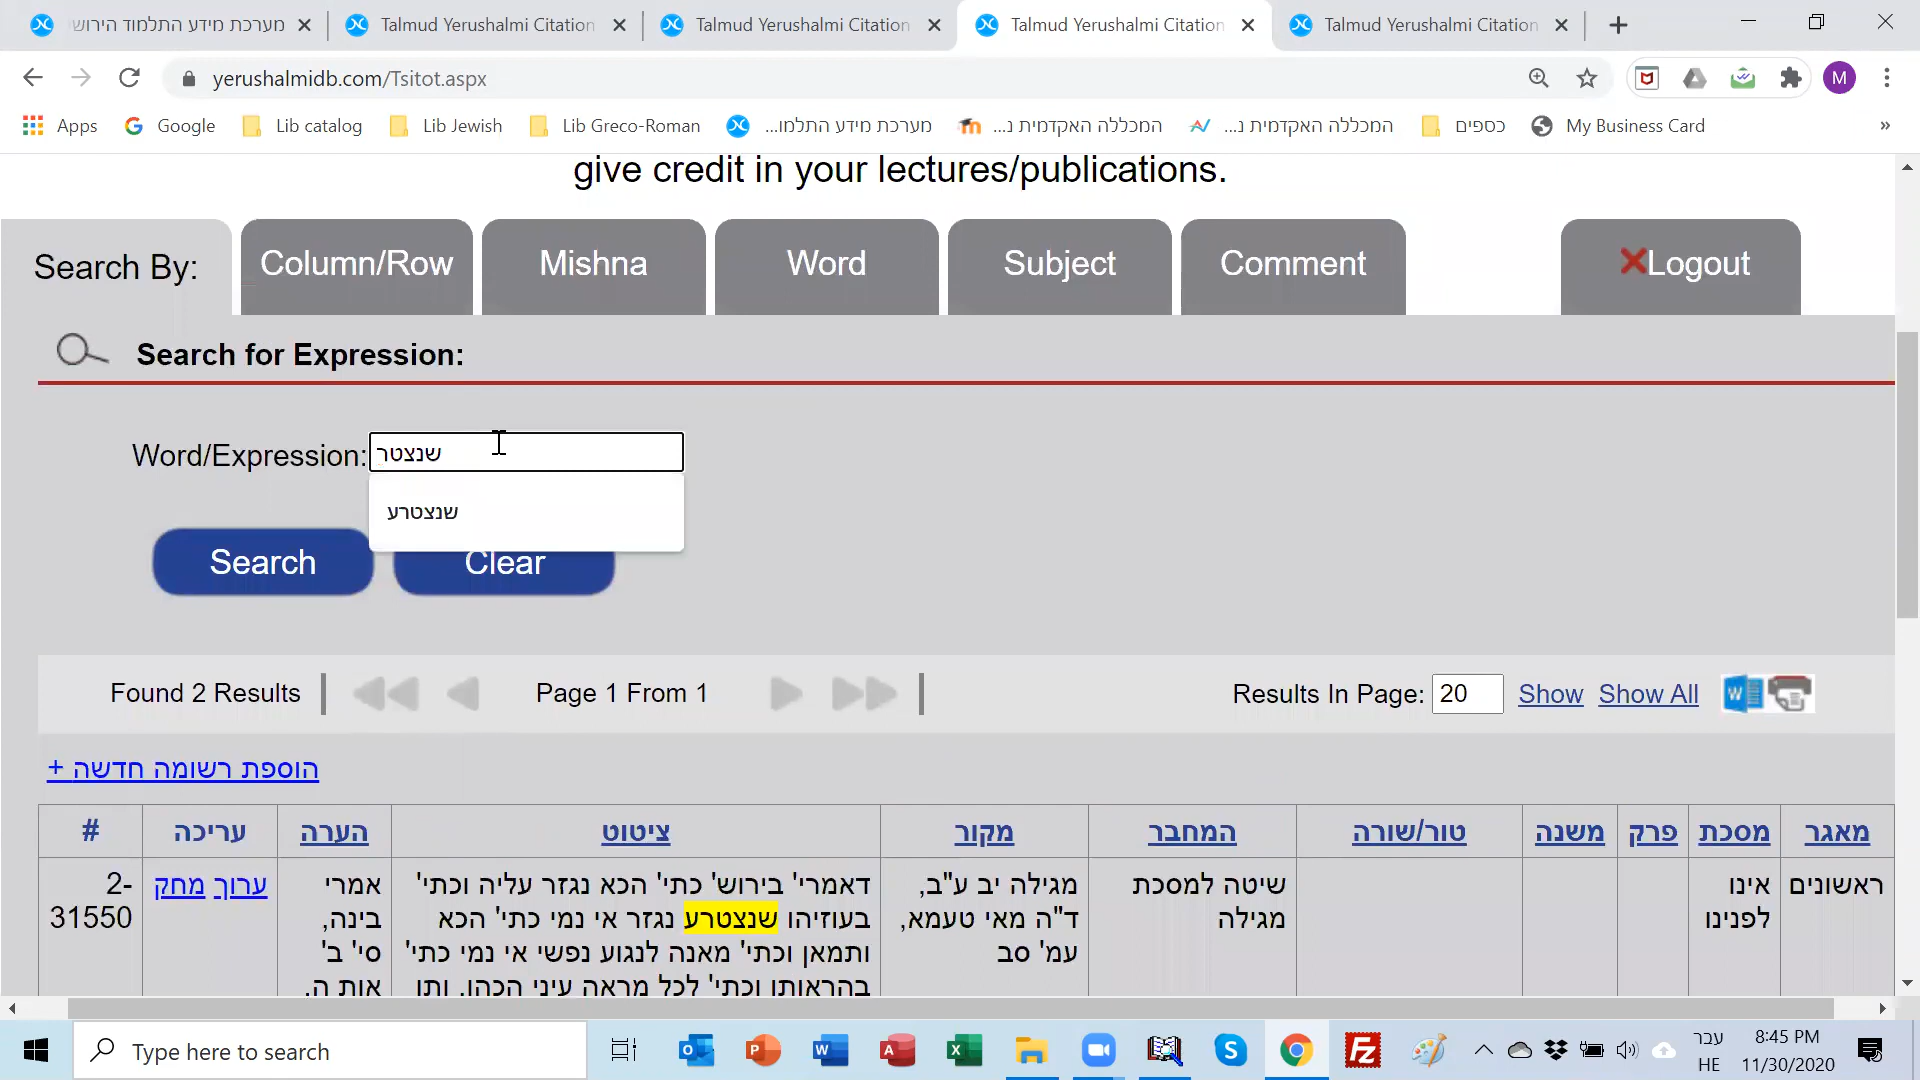 מערכת מידע התלמוד הירוש
Talmud Yerushalmi Citation
Talmud Yerushalmi Citation
Talmud Yerushalmi Citation
Talmud Yerushalmi Citation
yerushalmidb.com/Tsitot.aspx
M
Apps
Google
Lib catalog
Lib Jewish
Lib Greco-Roman
מערכת מידע התלמו...
המכללה האקדמית נ...
המכללה האקדמית נ...
כספים
My Business Card
»
give credit in your lectures/publications.
Search By:
Column/Row
Mishna
Word
Subject
Comment
Logout
Search for Expression:
Word/Expression:
שנצטר
שנצטרע
Search
Clear
Found 2 Results
Page 1 From 1
Results In Page:
20
Show
Show All
הוספת רשומה חדשה +
מאגר
מסכת
פרק
משנה
טור/שורה
המחבר
מקור
ציטוט
הערה
עריכה
#
ראשונים
אינו
לפנינו
שיטה למסכת
מגילה
מגילה יב ע"ב,
ד"ה מאי טעמא,
עמ' סב
דאמרי' בירוש' כתי' הכא נגזר עליה וכתי'
בעוזיהו שנצטרע נגזר אי נמי כתי' הכא
ותמאן וכתי' מאנה לנגוע נפשי אי נמי כתי'
בהראותו וכתי' לכל מראה עיני הכהן. ותו
אמרי
בינה,
סי' ב'
אות ה.
ערוך מחק
2-
31550
Type here to search
עבר
HE
8:45 PM
11/30/2020